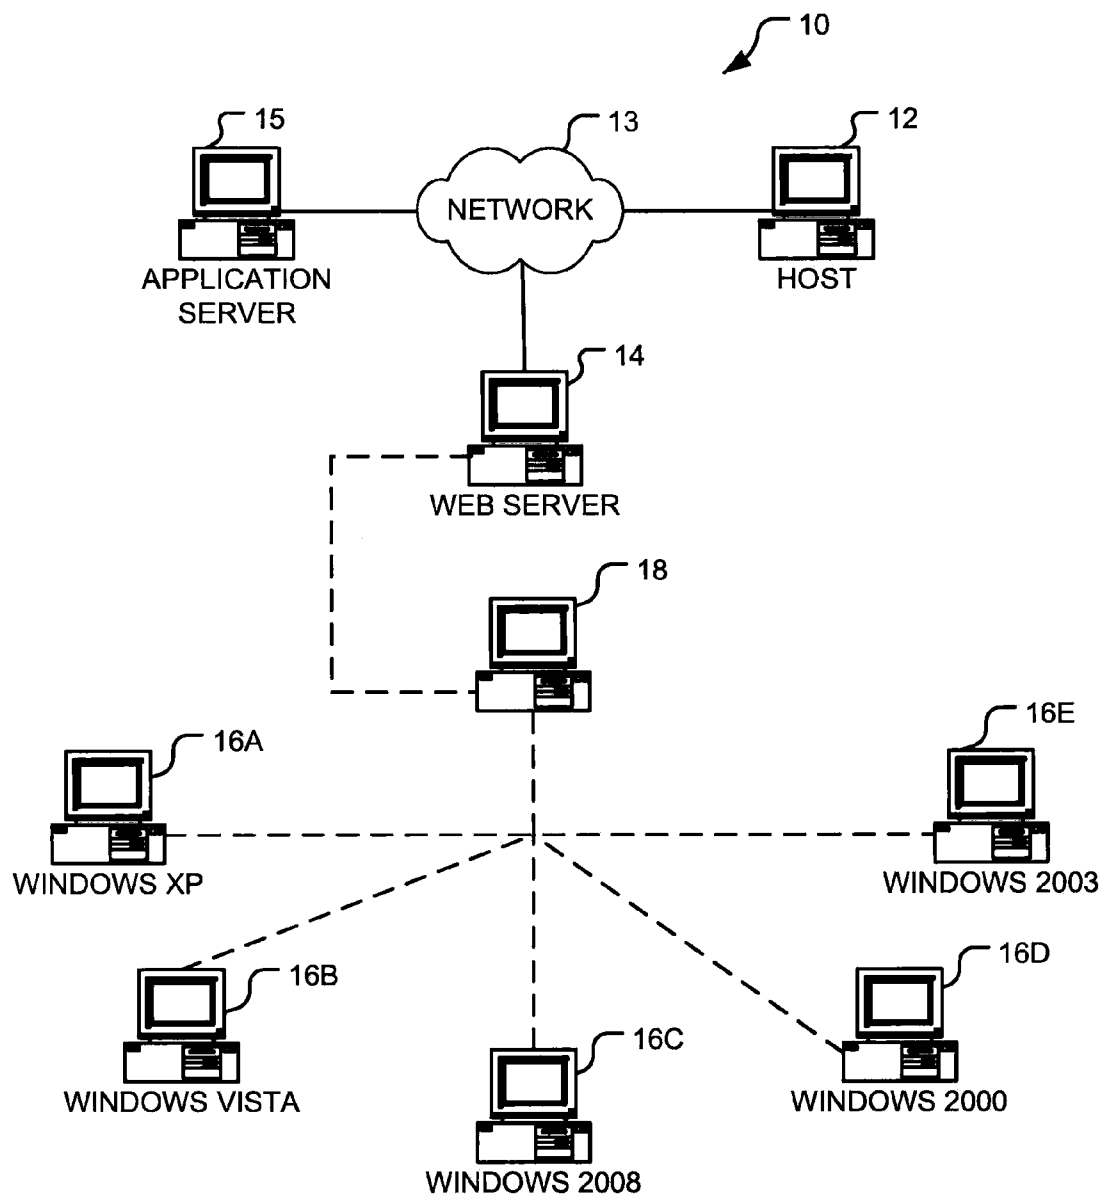 10
15
13
12
NETWORK
APPLICATION
SERVER
HOST
14
WEB SERVER
18
16A
16E
WINDOWS XP
WINDOWS 2003
16B
16D
16C
WINDOWS VISTA
WINDOWS 2000
WINDOWS 2008